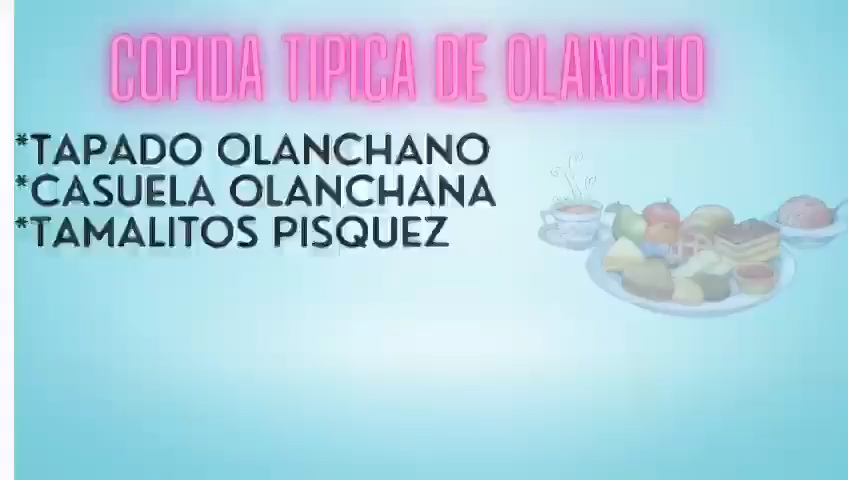 COPIDA TIPICA DE OLANCHO
*TAPADO OLANCHANO
*CASUELA OLANCHANA
*TAMALITOS PISQUEZ